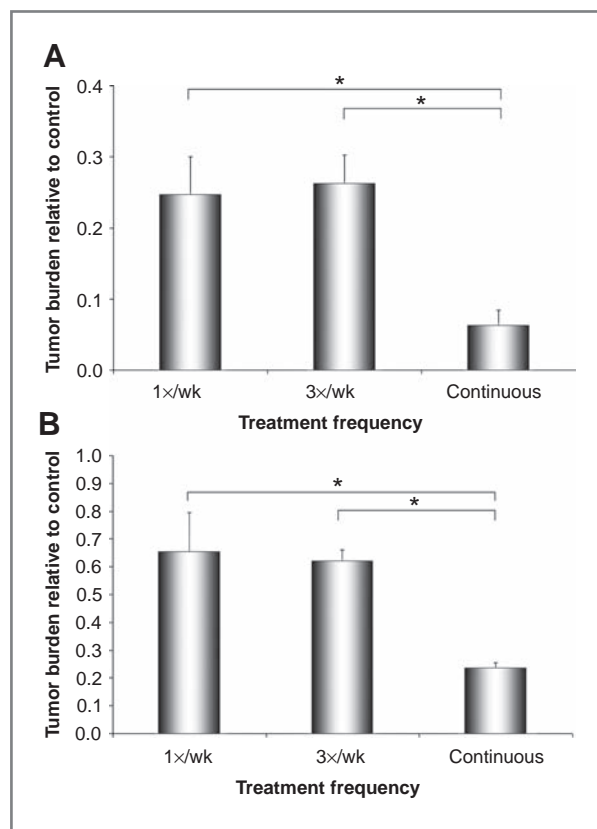 A
*
*
0.4
0.3
0.2
0.1
0.0
Tumor burden relative to control
1×/wk 3×/wk Continuous
Treatment frequency
B
*
*
1.0
0.9
0.8
0.7
0.6
0.5
0.4
0.3
0.2
0.1
0.0
Tumor burden relative to control
1×/wk 3×/wk Continuous
Treatment frequency